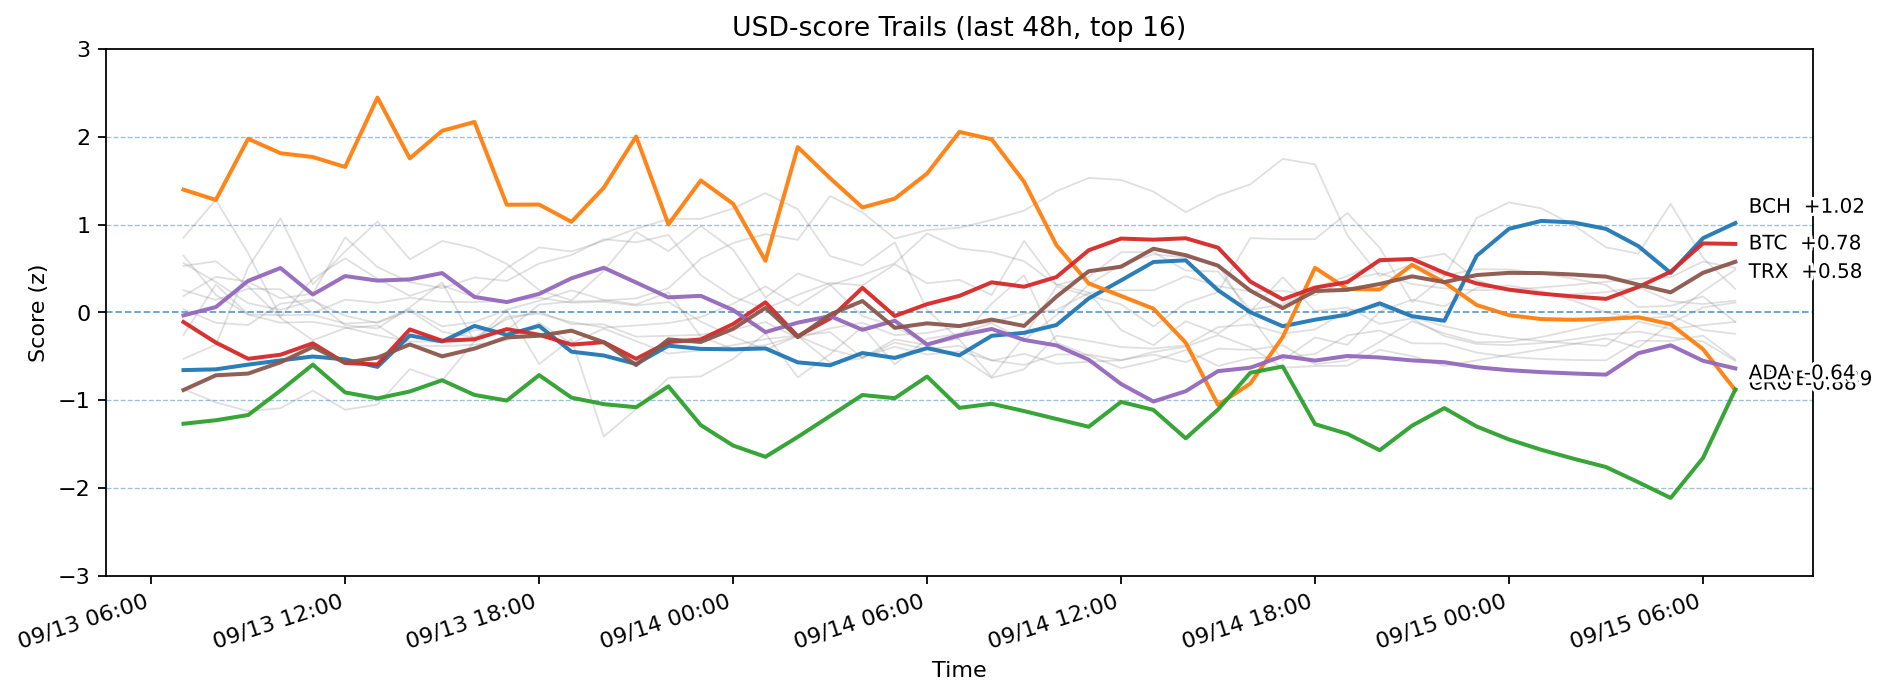 USD-score Trails (last 48h, top 16)
3
2
1
0
−1
−2
−3
Score (z)
BCH +1.02
BTC +0.78
TRX +0.58
ADA -0.64
09/13 06:00
09/13 12:00
09/13 18:00
09/14 00:00
09/14 06:00
09/14 12:00
09/14 18:00
09/15 00:00
09/15 06:00
Time